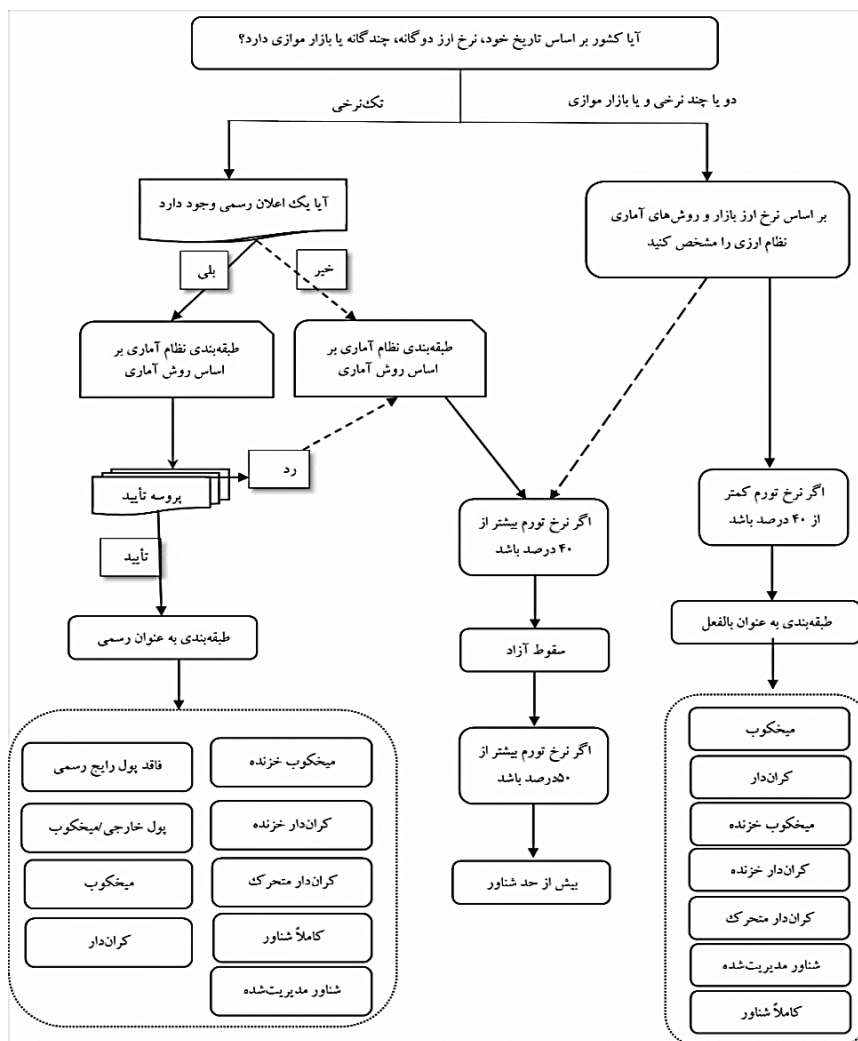 آیا کشور بر اساس تاریخ خود، نرخ ارز دوگانه، چندگانه یا بازار موازی دارد؟
دو یا چند نرخی و یا بازار موازی
تک‌نرخی
آیا یک اعلان رسمی وجود دارد
بر اساس نرخ ارز بازار و روش‌های آماری
نظام ارزی را مشخص کنید
بلی
خیر
طبقه‌بندی نظام آماری بر
اساس روش آماری
طبقه‌بندی نظام آماری بر
اساس روش آماری
رد
پروسه تأیید
تأیید
اگر نرخ تورم بیشتر از
۴۰ درصد باشد
اگر نرخ تورم کمتر
از ۴۰ درصد باشد
طبقه‌بندی به عنوان رسمی
سقوط آزاد
طبقه‌بندی به عنوان بالفعل
اگر نرخ تورم بیشتر از
۵۰درصد باشد
بیش از حد شناور
میخکوب خزنده
کران‌دار خزنده
کران‌دار متحرک
کاملاً شناور
شناور مدیریت‌شده
فاقد پول رایج رسمی
پول خارجی/میخکوب
میخکوب
کران‌دار
میخکوب
کران‌دار
میخکوب خزنده
کران‌دار خزنده
کران‌دار متحرک
شناور مدیریت‌شده
کاملاً شناور